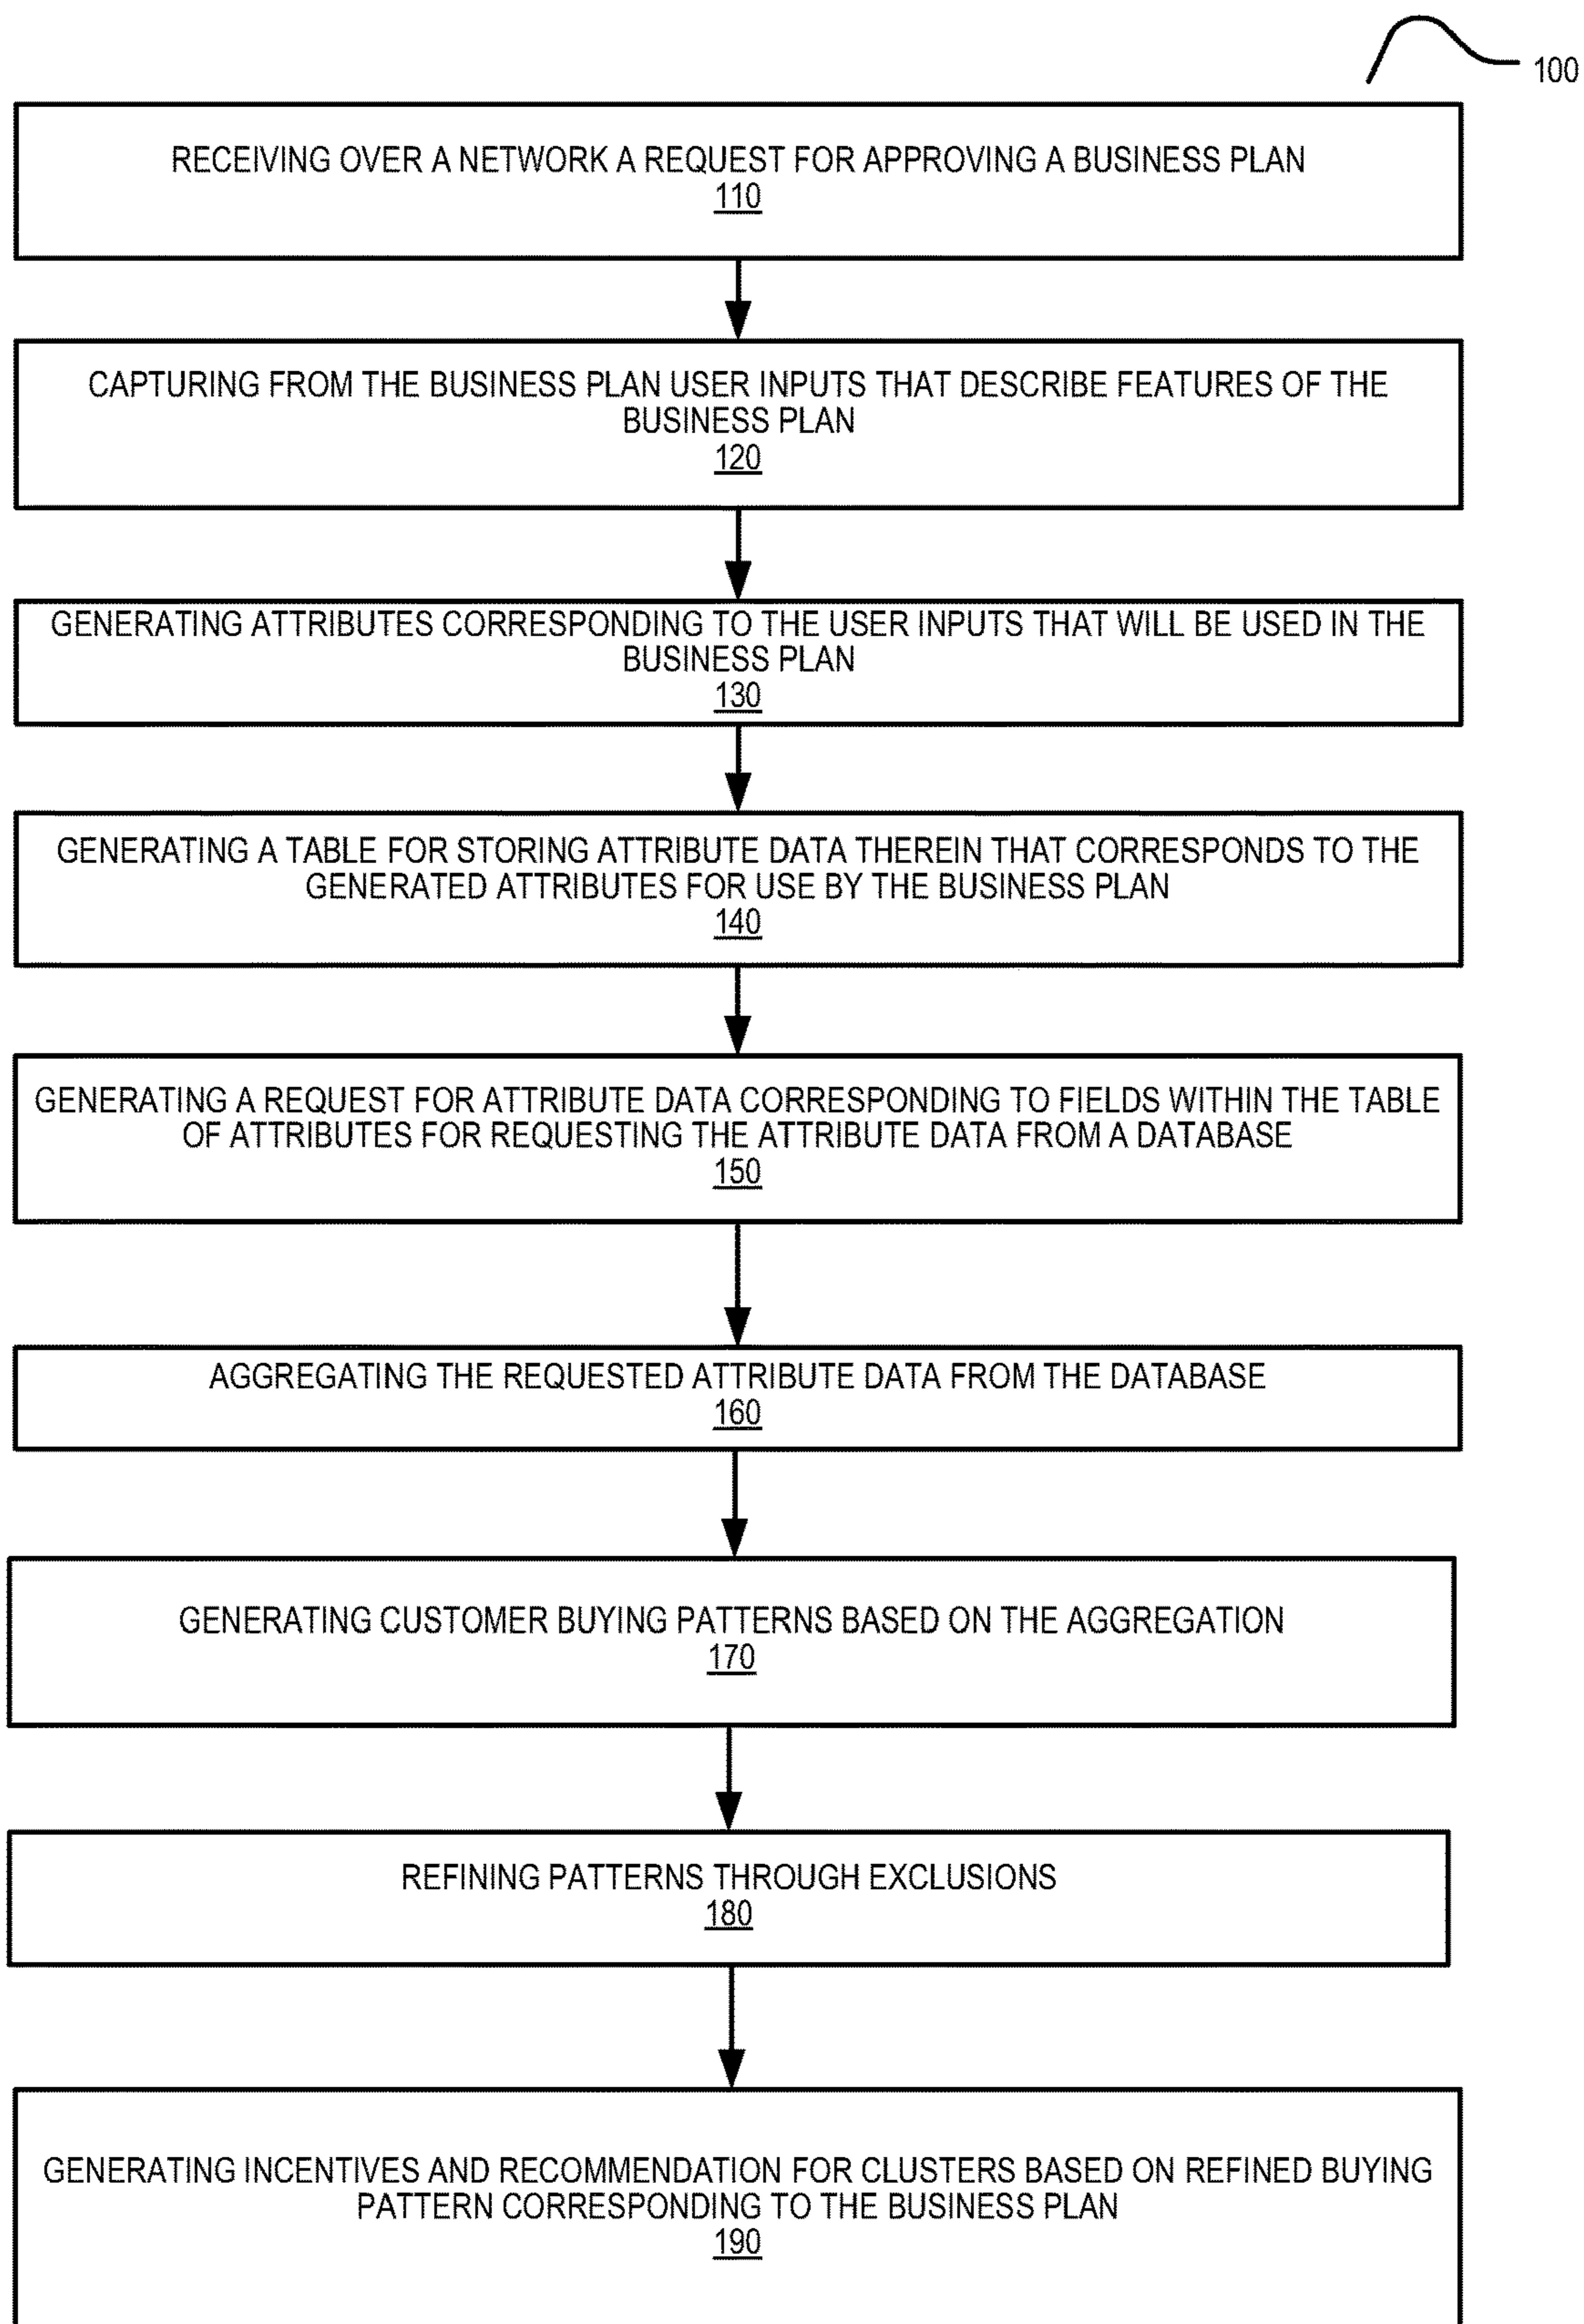 100
RECEIVING OVER A NETWORK A REQUEST FOR APPROVING A BUSINESS PLAN
110
CAPTURING FROM THE BUSINESS PLAN USER INPUTS THAT DESCRIBE FEATURES OF THE
BUSINESS PLAN
120
GENERATING ATTRIBUTES CORRESPONDING TO THE USER INPUTS THAT WILL BE USED IN THE
BUSINESS PLAN
130
GENERATING A TABLE FOR STORING ATTRIBUTE DATA THEREIN THAT CORRESPONDS TO THE
GENERATED ATTRIBUTES FOR USE BY THE BUSINESS PLAN
140
GENERATING A REQUEST FOR ATTRIBUTE DATA CORRESPONDING TO FIELDS WITHIN THE TABLE
OF ATTRIBUTES FOR REQUESTING THE ATTRIBUTE DATA FROM A DATABASE
150
AGGREGATING THE REQUESTED ATTRIBUTE DATA FROM THE DATABASE
160
GENERATING CUSTOMER BUYING PATTERNS BASED ON THE AGGREGATION
170
REFINING PATTERNS THROUGH EXCLUSIONS
180
GENERATING INCENTIVES AND RECOMMENDATION FOR CLUSTERS BASED ON REFINED BUYING
PATTERN CORRESPONDING TO THE BUSINESS PLAN
190